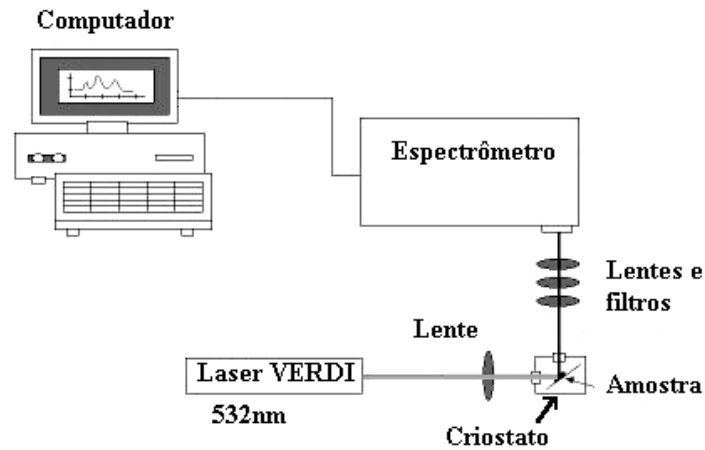 Computador
Espectrômetro
Lentes e
filtros
Lente
Laser VERDI
532nm
Amostra
Criostato